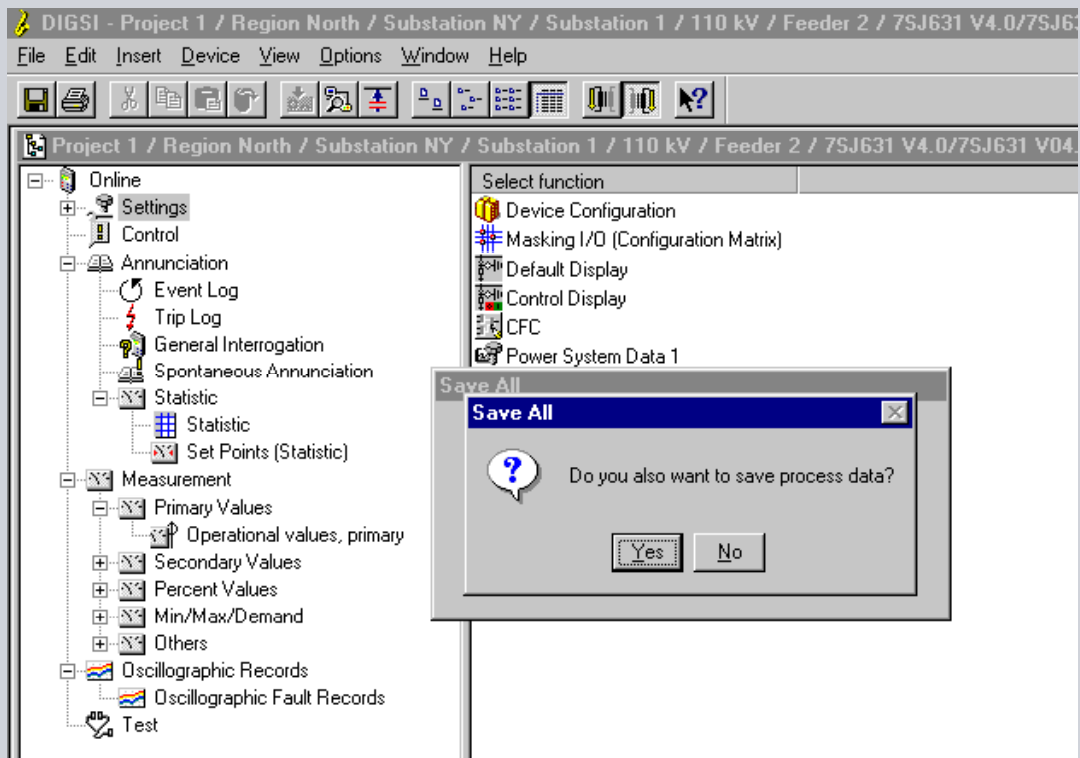 DIGSI - Project 1 / Region North / Substation NY / Substation 1 / 110 kV / Feeder 2 / 7SJ631 V4.0/7SJ6
File Edit Insert Device View Options Window Help
Project 1 / Region North / Substation NY / Substation 1 / 110 kV / Feeder 2 / 7SJ631 V4.0/7SJ631 V04.
Online
Settings
Control
Annunciation
Event Log
Trip Log
General Interrogation
Spontaneous Annunciation
Statistic
Statistic
Set Points (Statistic)
Measurement
Primary Values
Operational values, primary
Secondary Values
Percent Values
Min/Max/Demand
Others
Oscillographic Records
Oscillographic Fault Records
Test
Select function
Device Configuration
Masking I/O (Configuration Matrix)
Default Display
Control Display
CFC
Power System Data 1
Save All
Save All
Do you also want to save process data?
Yes No